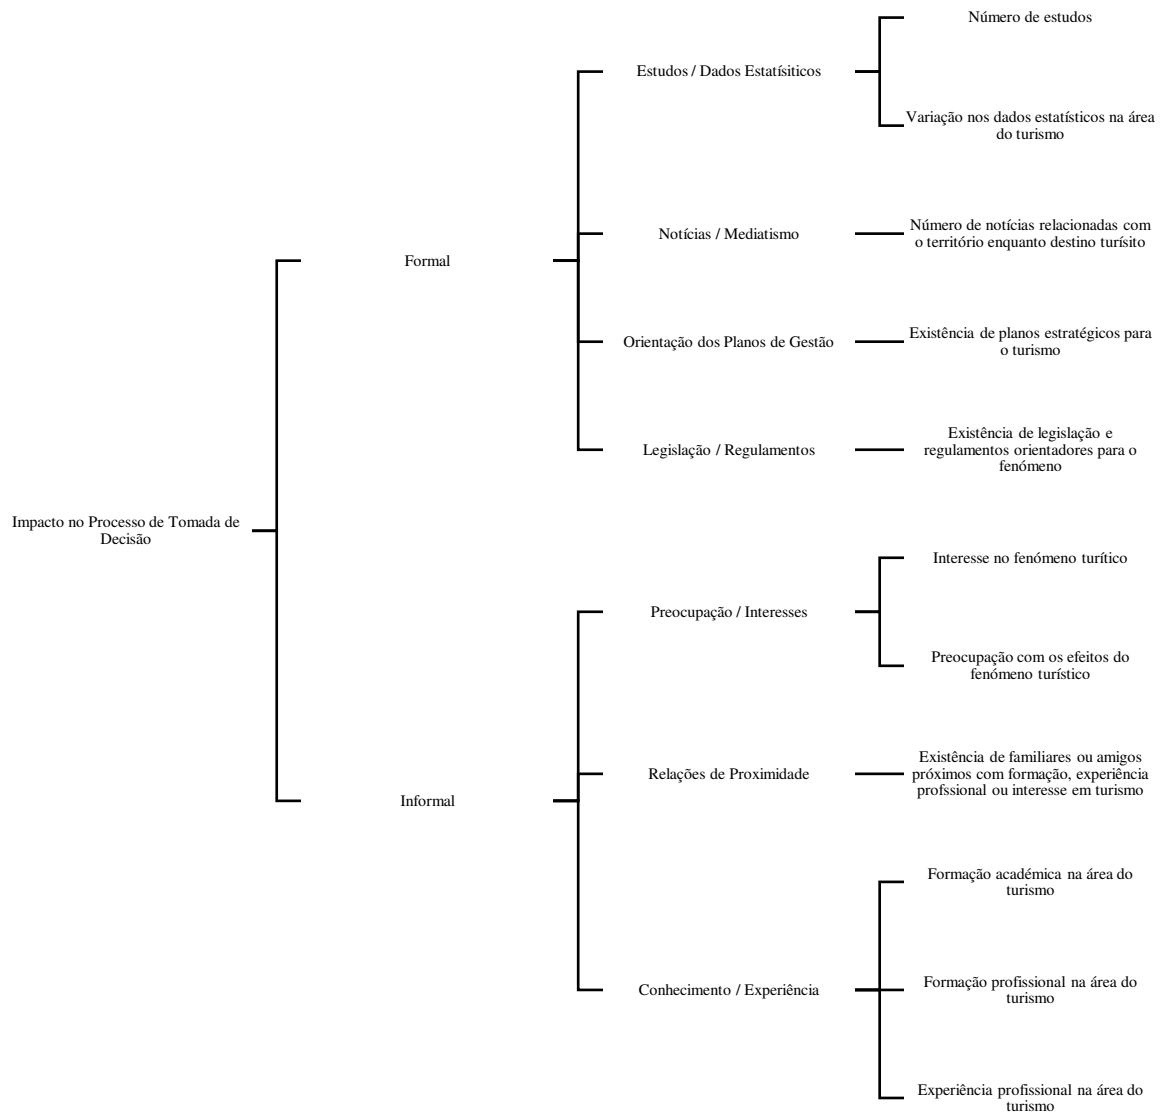 Impacto no Processo de Tomada de
Decisão
Formal
Estudos / Dados Estatísiticos
Número de estudos
Variação nos dados estatísticos na área
do turismo
Notícias / Mediatismo
Número de notícias relacionadas com
o território enquanto destino turísito
Orientação dos Planos de Gestão
Existência de planos estratégicos para
o turismo
Legislação / Regulamentos
Existência de legislação e
regulamentos orientadores para o
fenómeno
Informal
Preocupação / Interesses
Interesse no fenómeno turítico
Preocupação com os efeitos do
fenómeno turístico
Relações de Proximidade
Existência de familiares ou amigos
próximos com formação, experiência
profssional ou interesse em turismo
Conhecimento / Experiência
Formação académica na área do
turismo
Formação profissional na área do
turismo
Experiência profissional na área do
turismo